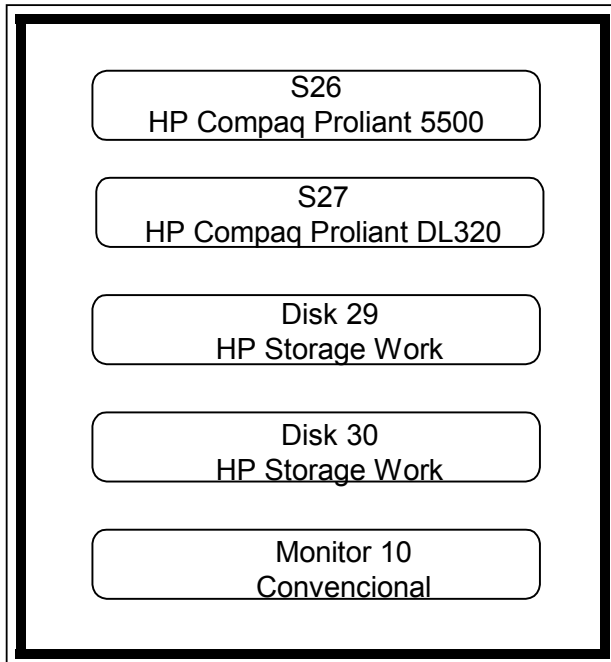 S26
HP Compaq Proliant 5500
S27
HP Compaq Proliant DL320
Disk 29
HP Storage Work
Disk 30
HP Storage Work
Monitor 10
Convencional